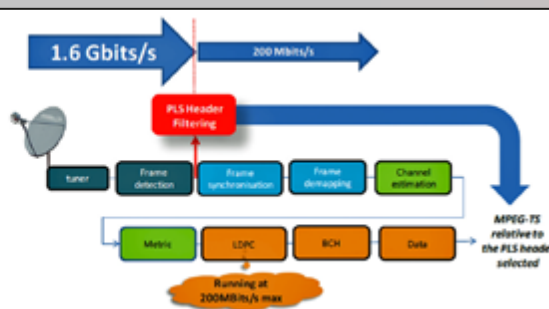 1.6 Gbits/s
200 Mbits/s
PLS Header
Filtering
tuner
Frame
detection
Frame
synchronisation
Frame
demapping
Channel
estimation
MPEG-TS
relative to
the PLS header
selected
Metric
LDPC
BCH
Data
Running at
200MBits/s max